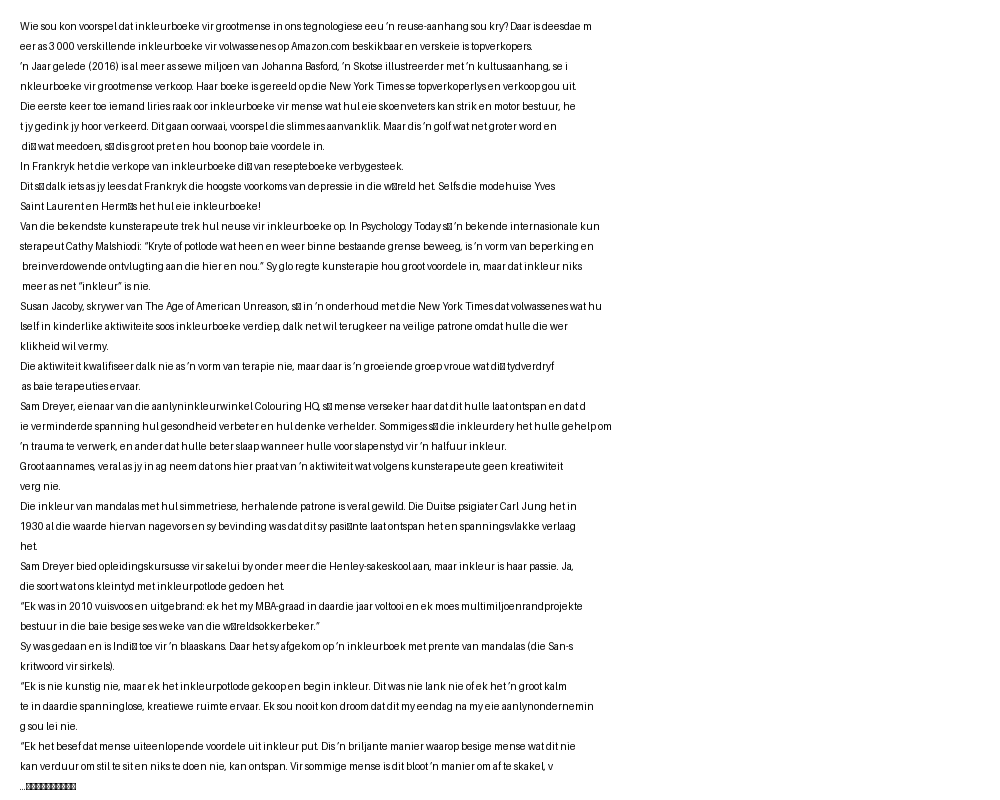 Wie sou kon voorspel dat inkleurboeke vir grootmense in ons tegnologiese eeu ’n reuse-aanhang sou kry? Daar is deesdae m
eer as 3 000 verskillende inkleurboeke vir volwassenes op Amazon.com beskikbaar en verskeie is topverkopers.
’n Jaar gelede (2016) is al meer as sewe miljoen van Johanna Basford, ’n Skotse illustreerder met ’n kultusaanhang, se i
nkleurboeke vir grootmense verkoop. Haar boeke is gereeld op die New York Times se topverkoperlys en verkoop gou uit.
Die eerste keer toe iemand liries raak oor inkleurboeke vir mense wat hul eie skoenveters kan strik en motor bestuur, he
t jy gedink jy hoor verkeerd. Dit gaan oorwaai, voorspel die slimmes aanvanklik. Maar dis ’n golf wat net groter word en
di□ wat meedoen, s□ dis groot pret en hou boonop baie voordele in.
In Frankryk het die verkope van inkleurboeke di□ van resepteboeke verbygesteek.
Dit s□ dalk iets as jy lees dat Frankryk die hoogste voorkoms van depressie in die w□reld het. Selfs die modehuise Yves
Saint Laurent en Herm□s het hul eie inkleurboeke!
Van die bekendste kunsterapeute trek hul neuse vir inkleurboeke op. In Psychology Today s□ ’n bekende internasionale kun
sterapeut Cathy Malshiodi: “Kryte of potlode wat heen en weer binne bestaande grense beweeg, is ’n vorm van beperking en
breinverdowende ontvlugting aan die hier en nou.” Sy glo regte kunsterapie hou groot voordele in, maar dat inkleur niks
meer as net “inkleur” is nie.
Susan Jacoby, skrywer van The Age of American Unreason, s□ in ’n onderhoud met die New York Times dat volwassenes wat hu
lself in kinderlike aktiwiteite soos inkleurboeke verdiep, dalk net wil terugkeer na veilige patrone omdat hulle die wer
klikheid wil vermy.
Die aktiwiteit kwalifiseer dalk nie as ’n vorm van terapie nie, maar daar is ’n groeiende groep vroue wat di□ tydverdryf
as baie terapeuties ervaar.
Sam Dreyer, eienaar van die aanlyninkleurwinkel Colouring HQ, s□ mense verseker haar dat dit hulle laat ontspan en dat d
ie verminderde spanning hul gesondheid verbeter en hul denke verhelder. Sommiges s□ die inkleurdery het hulle gehelp om
’n trauma te verwerk, en ander dat hulle beter slaap wanneer hulle voor slapenstyd vir ’n halfuur inkleur.
Groot aannames, veral as jy in ag neem dat ons hier praat van ’n aktiwiteit wat volgens kunsterapeute geen kreatiwiteit
verg nie.
Die inkleur van mandalas met hul simmetriese, herhalende patrone is veral gewild. Die Duitse psigiater Carl Jung het in
1930 al die waarde hiervan nagevors en sy bevinding was dat dit sy pasi□nte laat ontspan het en spanningsvlakke verlaag
het.
Sam Dreyer bied opleidingskursusse vir sakelui by onder meer die Henley-sakeskool aan, maar inkleur is haar passie. Ja,
die soort wat ons kleintyd met inkleurpotlode gedoen het.
“Ek was in 2010 vuisvoos en uitgebrand: ek het my MBA-graad in daardie jaar voltooi en ek moes multimiljoenrandprojekte
bestuur in die baie besige ses weke van die w□reldsokkerbeker.”
Sy was gedaan en is Indi□ toe vir ’n blaaskans. Daar het sy afgekom op ’n inkleurboek met prente van mandalas (die San-s
kritwoord vir sirkels).
“Ek is nie kunstig nie, maar ek het inkleurpotlode gekoop en begin inkleur. Dit was nie lank nie of ek het ’n groot kalm
te in daardie spanninglose, kreatiewe ruimte ervaar. Ek sou nooit kon droom dat dit my eendag na my eie aanlynondernemin
g sou lei nie.
“Ek het besef dat mense uiteenlopende voordele uit inkleur put. Dis ’n briljante manier waarop besige mense wat dit nie
kan verduur om stil te sit en niks te doen nie, kan ontspan. Vir sommige mense is dit bloot ’n manier om af te skakel, v
...□□□□□□□□□□